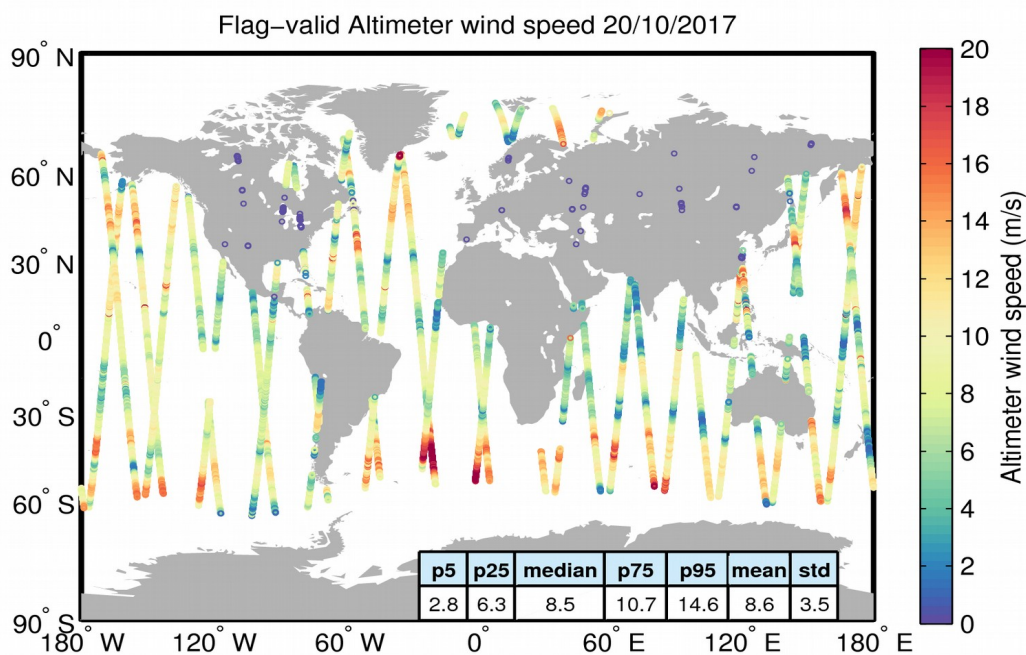 Flag-valid Altimeter wind speed 20/10/2017
90° N
60° N
30° N
0°
30° S
60° S
90° S
180° W
120° W
60° W
0°
60° E
120° E
180° E
p5 p25 median p75 p95 mean std
2.8 6.3 8.5 10.7 14.6 8.6 3.5
20
18
16
14
12
10
8
6
4
2
0
Altimeter wind speed (m/s)